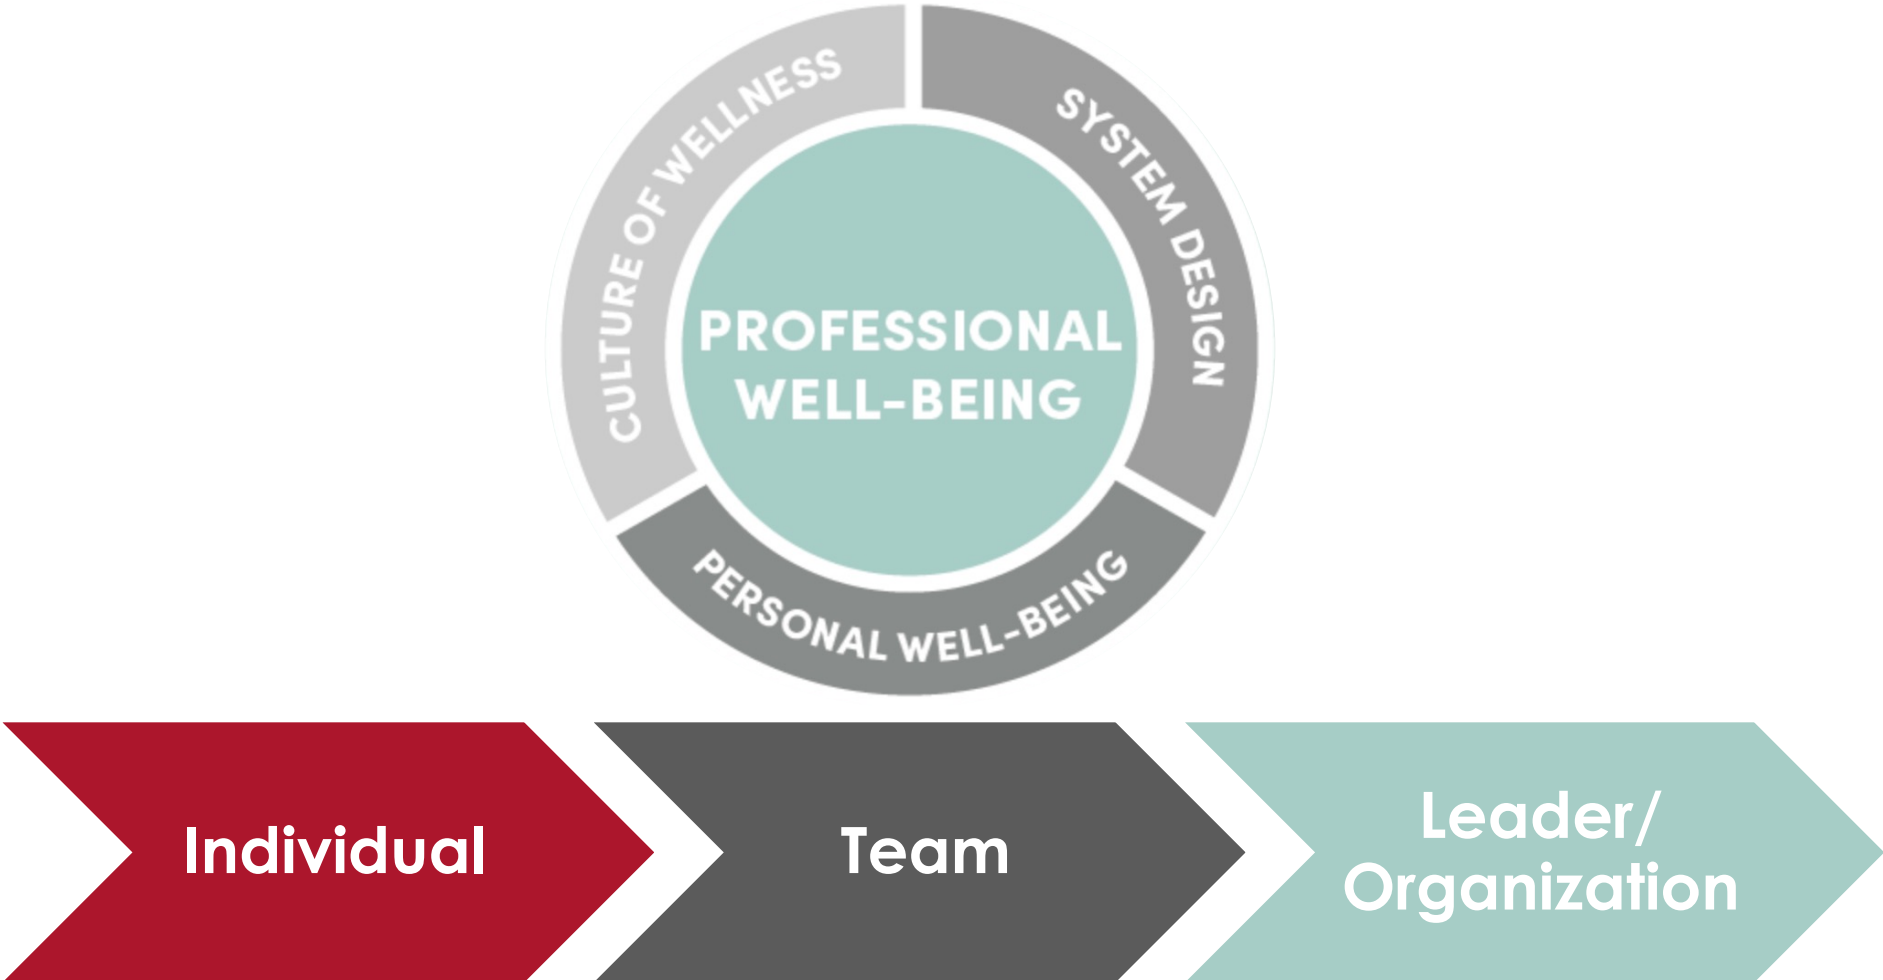 CULTURE OF WELLNESS
SYSTEM DESIGN
PROFESSIONAL
WELL-BEING
PERSONAL WELL-BEING
Individual
Team
Leader/
Organization